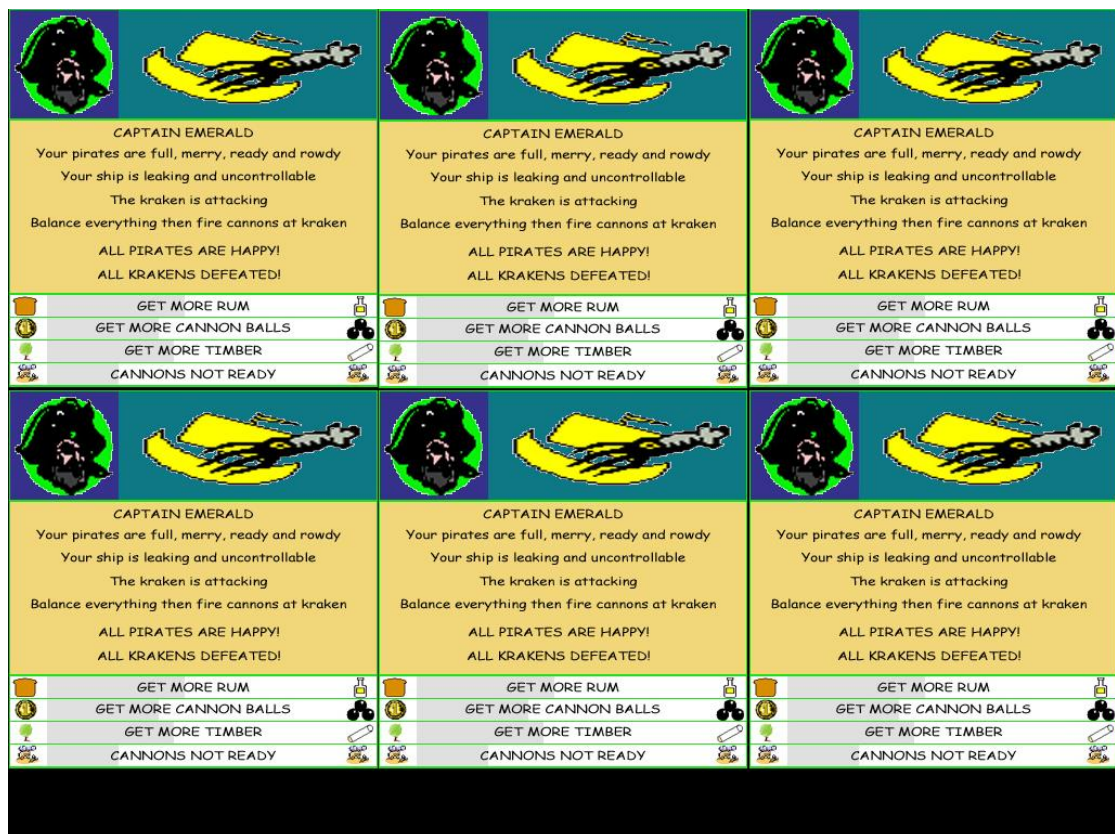 CAPTAIN EMERALD
Your pirates are full, merry, ready and rowdy
Your ship is leaking and uncontrollable
The kraken is attacking
Balance everything then fire cannons at kraken
ALL PIRATES ARE HAPPY!
ALL KRAKENS DEFEATED!
GET MORE RUM
GET MORE CANNON BALLS
GET MORE TIMBER
CANNONS NOT READY
CAPTAIN EMERALD
Your pirates are full, merry, ready and rowdy
Your ship is leaking and uncontrollable
The kraken is attacking
Balance everything then fire cannons at kraken
ALL PIRATES ARE HAPPY!
ALL KRAKENS DEFEATED!
GET MORE RUM
GET MORE CANNON BALLS
GET MORE TIMBER
CANNONS NOT READY
CAPTAIN EMERALD
Your pirates are full, merry, ready and rowdy
Your ship is leaking and uncontrollable
The kraken is attacking
Balance everything then fire cannons at kraken
ALL PIRATES ARE HAPPY!
ALL KRAKENS DEFEATED!
GET MORE RUM
GET MORE CANNON BALLS
GET MORE TIMBER
CANNONS NOT READY
CAPTAIN EMERALD
Your pirates are full, merry, ready and rowdy
Your ship is leaking and uncontrollable
The kraken is attacking
Balance everything then fire cannons at kraken
ALL PIRATES ARE HAPPY!
ALL KRAKENS DEFEATED!
GET MORE RUM
GET MORE CANNON BALLS
GET MORE TIMBER
CANNONS NOT READY
CAPTAIN EMERALD
Your pirates are full, merry, ready and rowdy
Your ship is leaking and uncontrollable
The kraken is attacking
Balance everything then fire cannons at kraken
ALL PIRATES ARE HAPPY!
ALL KRAKENS DEFEATED!
GET MORE RUM
GET MORE CANNON BALLS
GET MORE TIMBER
CANNONS NOT READY
CAPTAIN EMERALD
Your pirates are full, merry, ready and rowdy
Your ship is leaking and uncontrollable
The kraken is attacking
Balance everything then fire cannons at kraken
ALL PIRATES ARE HAPPY!
ALL KRAKENS DEFEATED!
GET MORE RUM
GET MORE CANNON BALLS
GET MORE TIMBER
CANNONS NOT READY